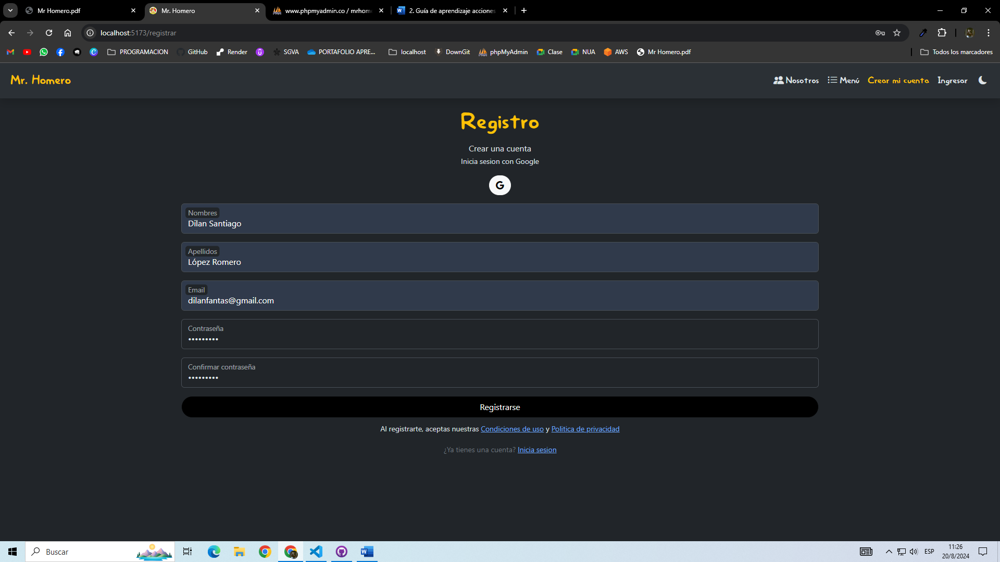 Mr Homero.pdf
Mr. Homero
www.phpmyadmin.co / mrhom
2. Guía de aprendizaje acciones
localhost:5173/registrar
PROGRAMACION
GitHub
Render
SGVA
PORTAFOLIO APRE...
localhost
DownGit
phpMyAdmin
Clase
NUA
AWS
Mr Homero.pdf
Todos los marcadores
Mr. Homero
Nosotros
Menú
Crear mi cuenta
Ingresar
Registro
Crear una cuenta
Inicia sesion con Google
G
Nombres
Dilan Santiago
Apellidos
López Romero
Email
dilanfantas@gmail.com
Contraseña
•••••••••
Confirmar contraseña
•••••••••
Registrarse
Al registrarte, aceptas nuestras Condiciones de uso y Politica de privacidad
¿Ya tienes una cuenta? Inicia sesion
Buscar
ESP
11:26
20/8/2024